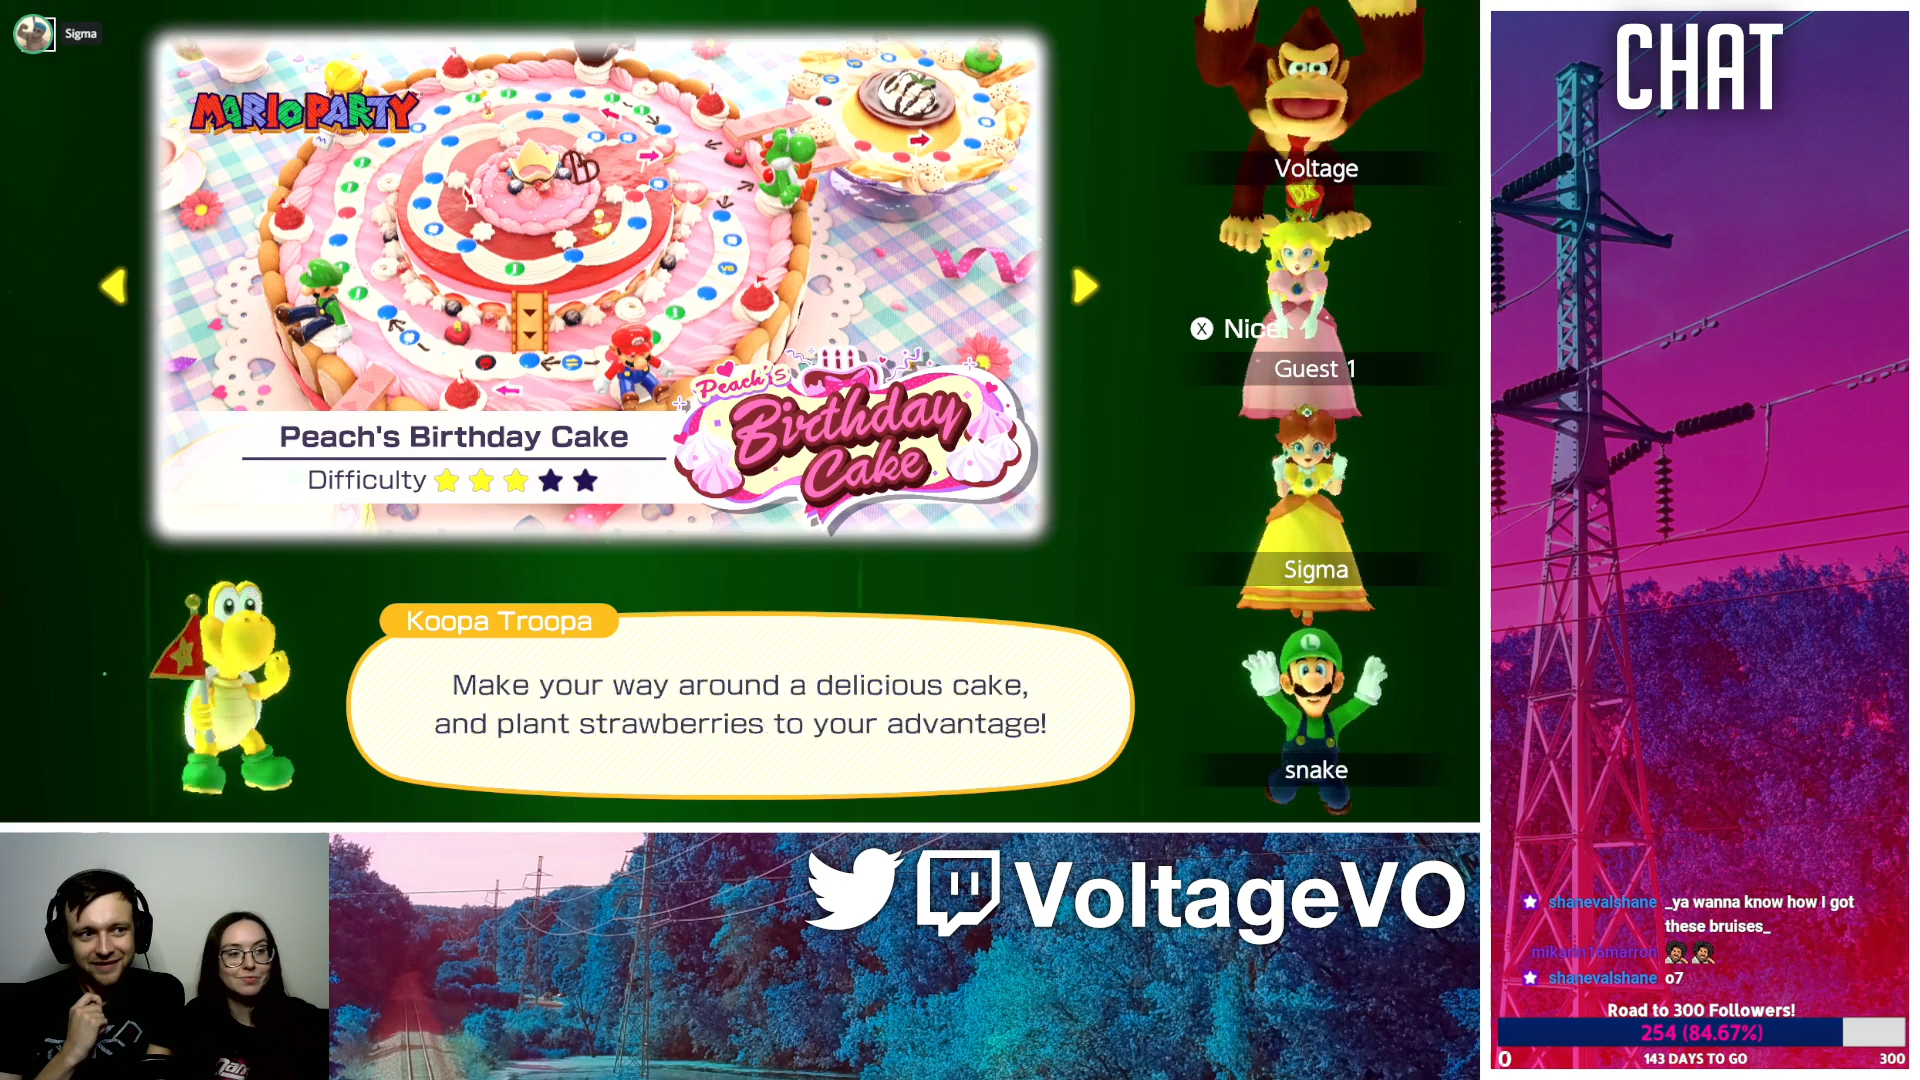 Sigma
MARIO PARTY
Peach's Birthday Cake
Difficulty
Peach's
Birthday
Cake
Koopa Troopa
Make your way around a delicious cake,
and plant strawberries to your advantage!
Voltage
X Nice!
Guest 1
Sigma
snake
VoltageVO
CHAT
shanevalshane _ya wanna know how I got
these bruises_
mikarin16marron
shanevalshane o7
Road to 300 Followers!
254 (84.67%)
0 143 DAYS TO GO 300